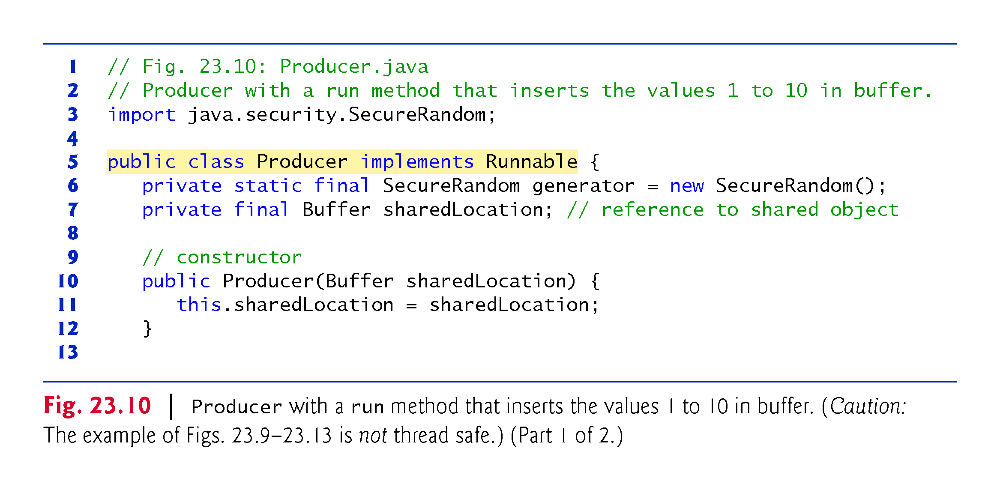 1 // Fig. 23.10: Producer.java
2 // Producer with a run method that inserts the values 1 to 10 in buffer.
3 import java.security.SecureRandom;
4
5 public class Producer implements Runnable {
6 private static final SecureRandom generator = new SecureRandom();
7 private final Buffer sharedLocation; // reference to shared object
8
9 // constructor
10 public Producer(Buffer sharedLocation) {
11 this.sharedLocation = sharedLocation;
12 }
13
Fig. 23.10 | Producer with a run method that inserts the values 1 to 10 in buffer. (Caution:
The example of Figs. 23.9–23.13 is not thread safe.) (Part 1 of 2.)